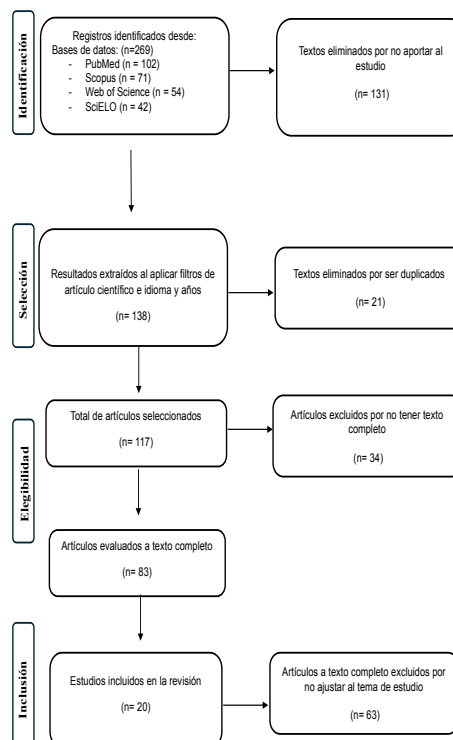 Identificación
Registros identificados desde:
Bases de datos: (n=269)
- PubMed (n = 102)
- Scopus (n = 71)
- Web of Science (n = 54)
- SciELO (n = 42)
Textos eliminados por no aportar al
estudio
(n= 131)
Selección
Resultados extraídos al aplicar filtros de
artículo científico e idioma y años
(n= 138)
Textos eliminados por ser duplicados
(n= 21)
Elegibilidad
Total de artículos seleccionados
(n= 117)
Artículos excluidos por no tener texto
completo
(n= 34)
Artículos evaluados a texto completo
(n= 83)
Inclusión
Estudios incluidos en la revisión
(n= 20)
Artículos a texto completo excluidos por
no ajustar al tema de estudio
(n= 63)